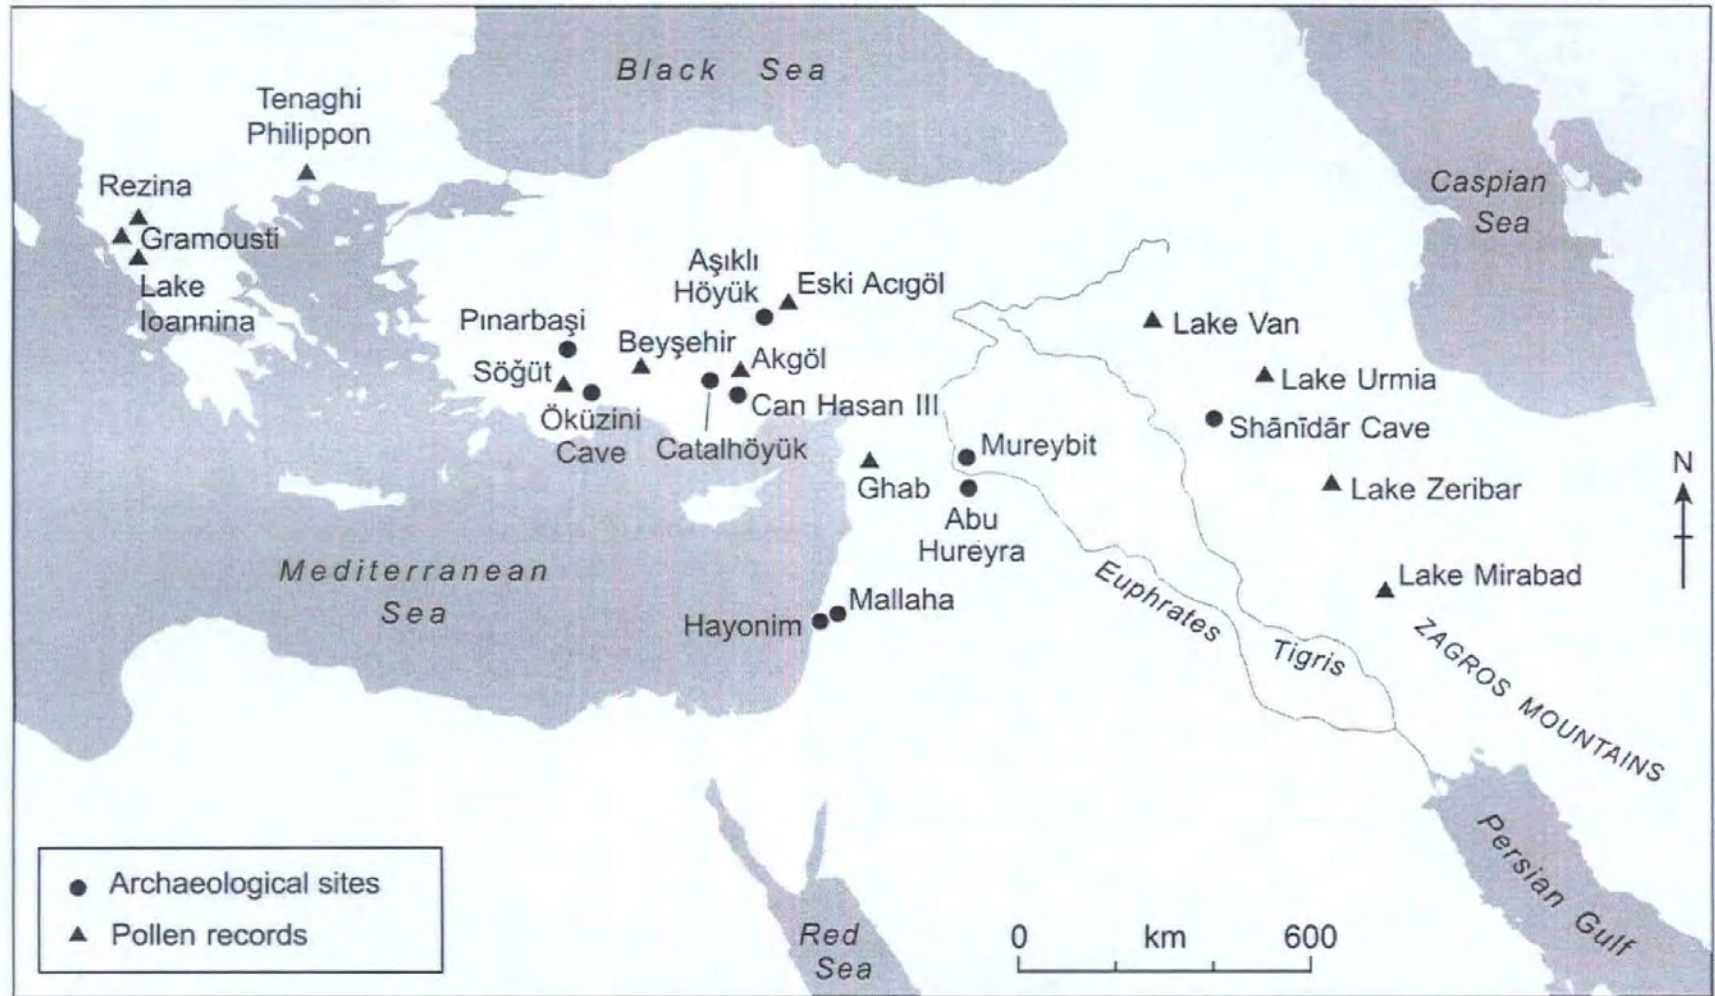 Black Sea
Tenaghi
Philippon
Rezina
Gramousti
Lake
Ioannina
Caspian
Sea
Aşıklı
Höyük
Eski Acıgöl
Pınarbaşi
Beyşehir
Söğüt
Akgöl
Lake Van
Lake Urmia
Öküzini
Cave
Can Hasan III
Catalhöyük
Shānīdār Cave
Mureybit
Ghab
Abu
Hureyra
Lake Zeribar
N
Mediterranean
Sea
Lake Mirabad
Mallaha
Hayonim
Euphrates
Tigris
ZAGROS MOUNTAINS
Persian Gulf
Archaeological sites
Pollen records
Red
Sea
0 km 600